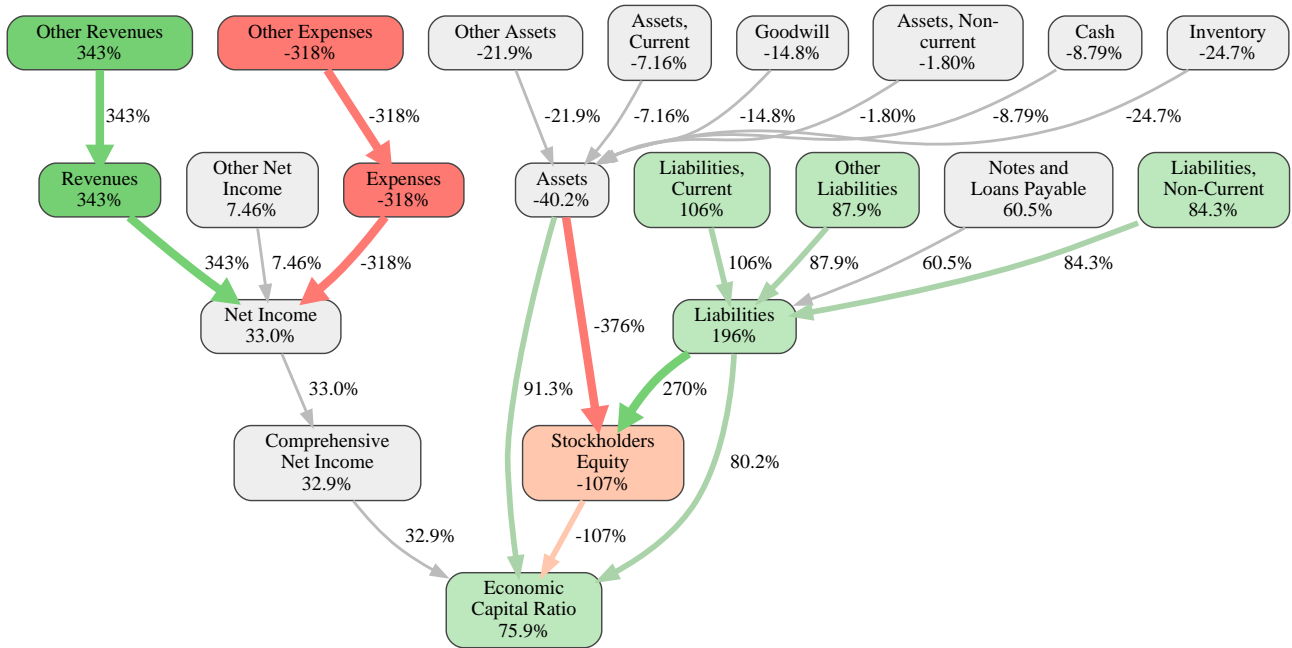 Other Revenues
343%
Other Expenses
-318%
Other Assets
-21.9%
Assets,
Current
-7.16%
Goodwill
-14.8%
Assets, Non-
current
-1.80%
Cash
-8.79%
Inventory
-24.7%
343%
-318%
-21.9%
-7.16%
-14.8%
-1.80%
-8.79%
-24.7%
Revenues
343%
Other Net
Income
7.46%
Expenses
-318%
Assets
-40.2%
Liabilities,
Current
106%
Other
Liabilities
87.9%
Notes and
Loans Payable
60.5%
Liabilities,
Non-Current
84.3%
343%
7.46%
-318%
106%
87.9%
60.5%
84.3%
Net Income
33.0%
-376%
Liabilities
196%
33.0%
91.3%
270%
Comprehensive
Net Income
32.9%
Stockholders
Equity
-107%
80.2%
32.9%
-107%
Economic
Capital Ratio
75.9%